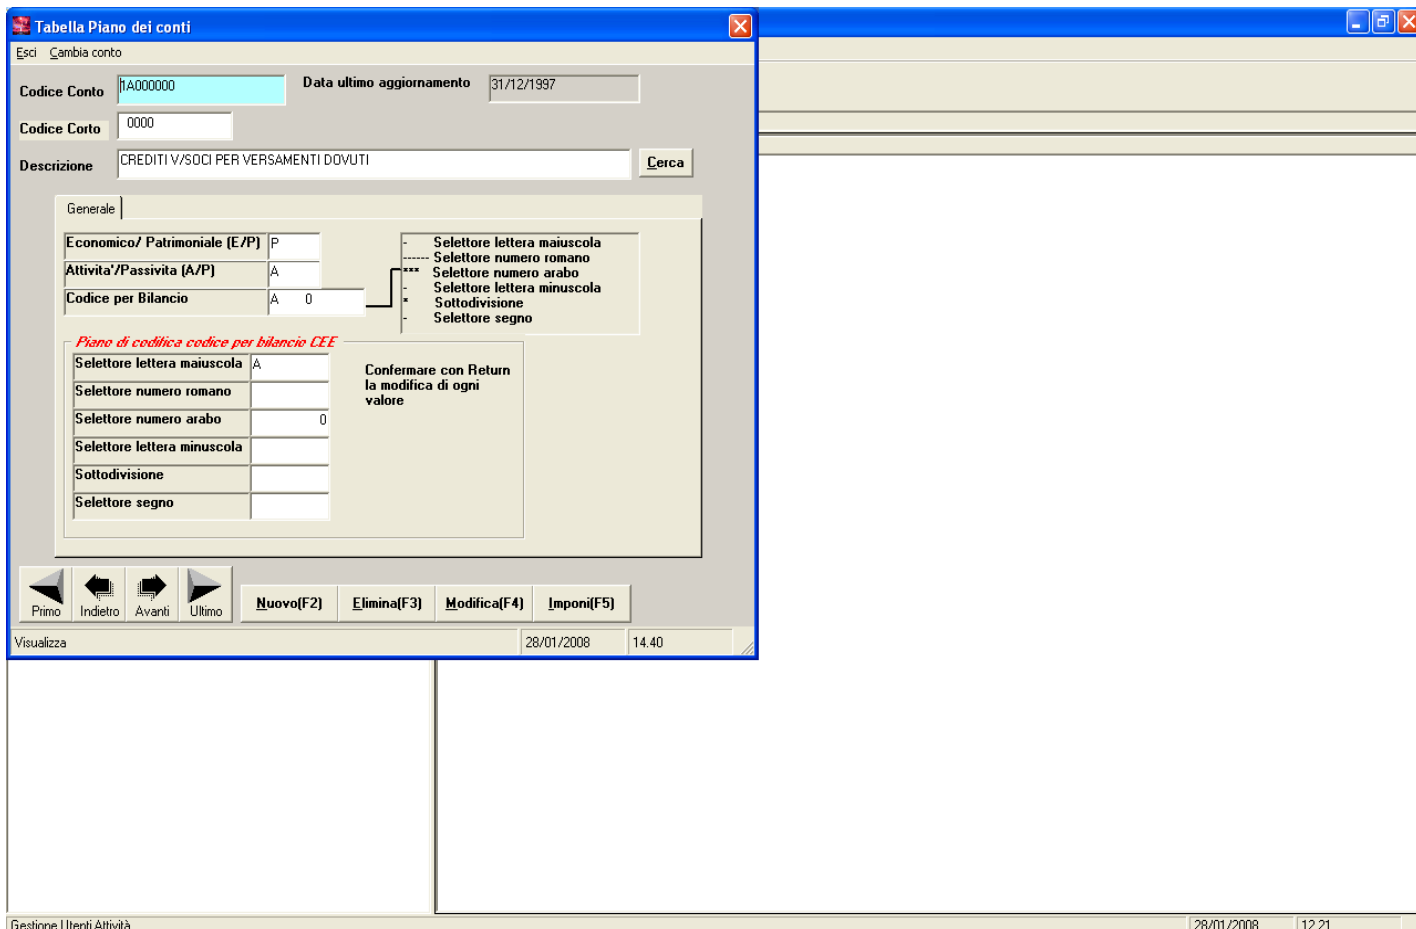 Tabella Piano dei conti
Esci Cambia conto
Codice Conto 1A000000 Data ultimo aggiornamento 31/12/1997
Codice Corto 0000
Descrizione CREDITI V/SOCI PER VERSAMENTI DOVUTI Cerca
Generale
Economico/ Patrimoniale (E/P) P
Attivita'/Passivita (A/P) A
Codice per Bilancio A 0
- Selettore lettera maiuscola
------ Selettore numero romano
*** Selettore numero arabo
- Selettore lettera minuscola
* Sottodivisione
- Selettore segno
Piano di codifica codice per bilancio CEE
Selettore lettera maiuscola A
Selettore numero romano
Selettore numero arabo 0
Selettore lettera minuscola
Sottodivisione
Selettore segno
Confermare con Return
la modifica di ogni
valore
Primo Indietro Avanti Ultimo Nuovo(F2) Elimina(F3) Modifica(F4) Imponi(F5)
Visualizza 28/01/2008 14.40
Gestione Utenti Attività 28/01/2008 12.21